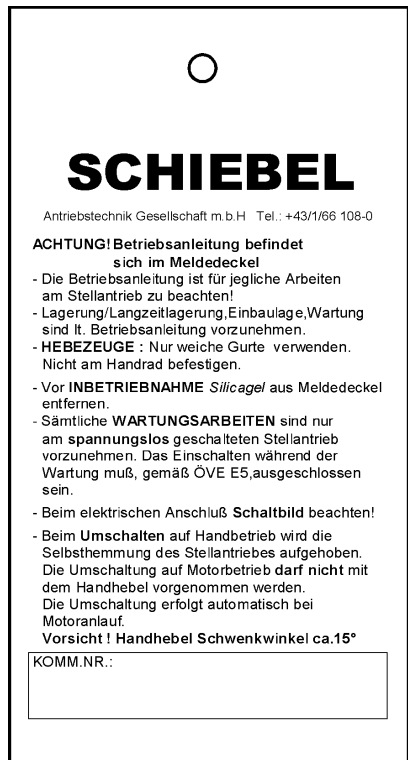 SCHIEBEL
Antriebstechnik Gesellschaft m.b.H Tel.: +43/1/66 108-0
ACHTUNG! Betriebsanleitung befindet
sich im Meldedeckel
- Die Betriebsanleitung ist für jegliche Arbeiten
am Stellantrieb zu beachten!
- Lagerung/Langzeitlagerung,Einbaulage,Wartung
sind lt. Betriebsanleitung vorzunehmen.
- HEBEZEUGE : Nur weiche Gurte verwenden.
Nicht am Handrad befestigen.
- Vor INBETRIEBNAHME Silicagel aus Meldedeckel
entfernen.
- Sämtliche WARTUNGSARBEITEN sind nur
am spannungslos geschalteten Stellantrieb
vorzunehmen. Das Einschalten während der
Wartung muß, gemäß ÖVE E5,ausgeschlossen
sein.
- Beim elektrischen Anschluß Schaltbild beachten!
- Beim Umschalten auf Handbetrieb wird die
Selbsthemmung des Stellantriebes aufgehoben.
Die Umschaltung auf Motorbetrieb darf nicht mit
dem Handhebel vorgenommen werden.
Die Umschaltung erfolgt automatisch bei
Motoranlauf.
Vorsicht ! Handhebel Schwenkwinkel ca.15°
KOMM.NR.: